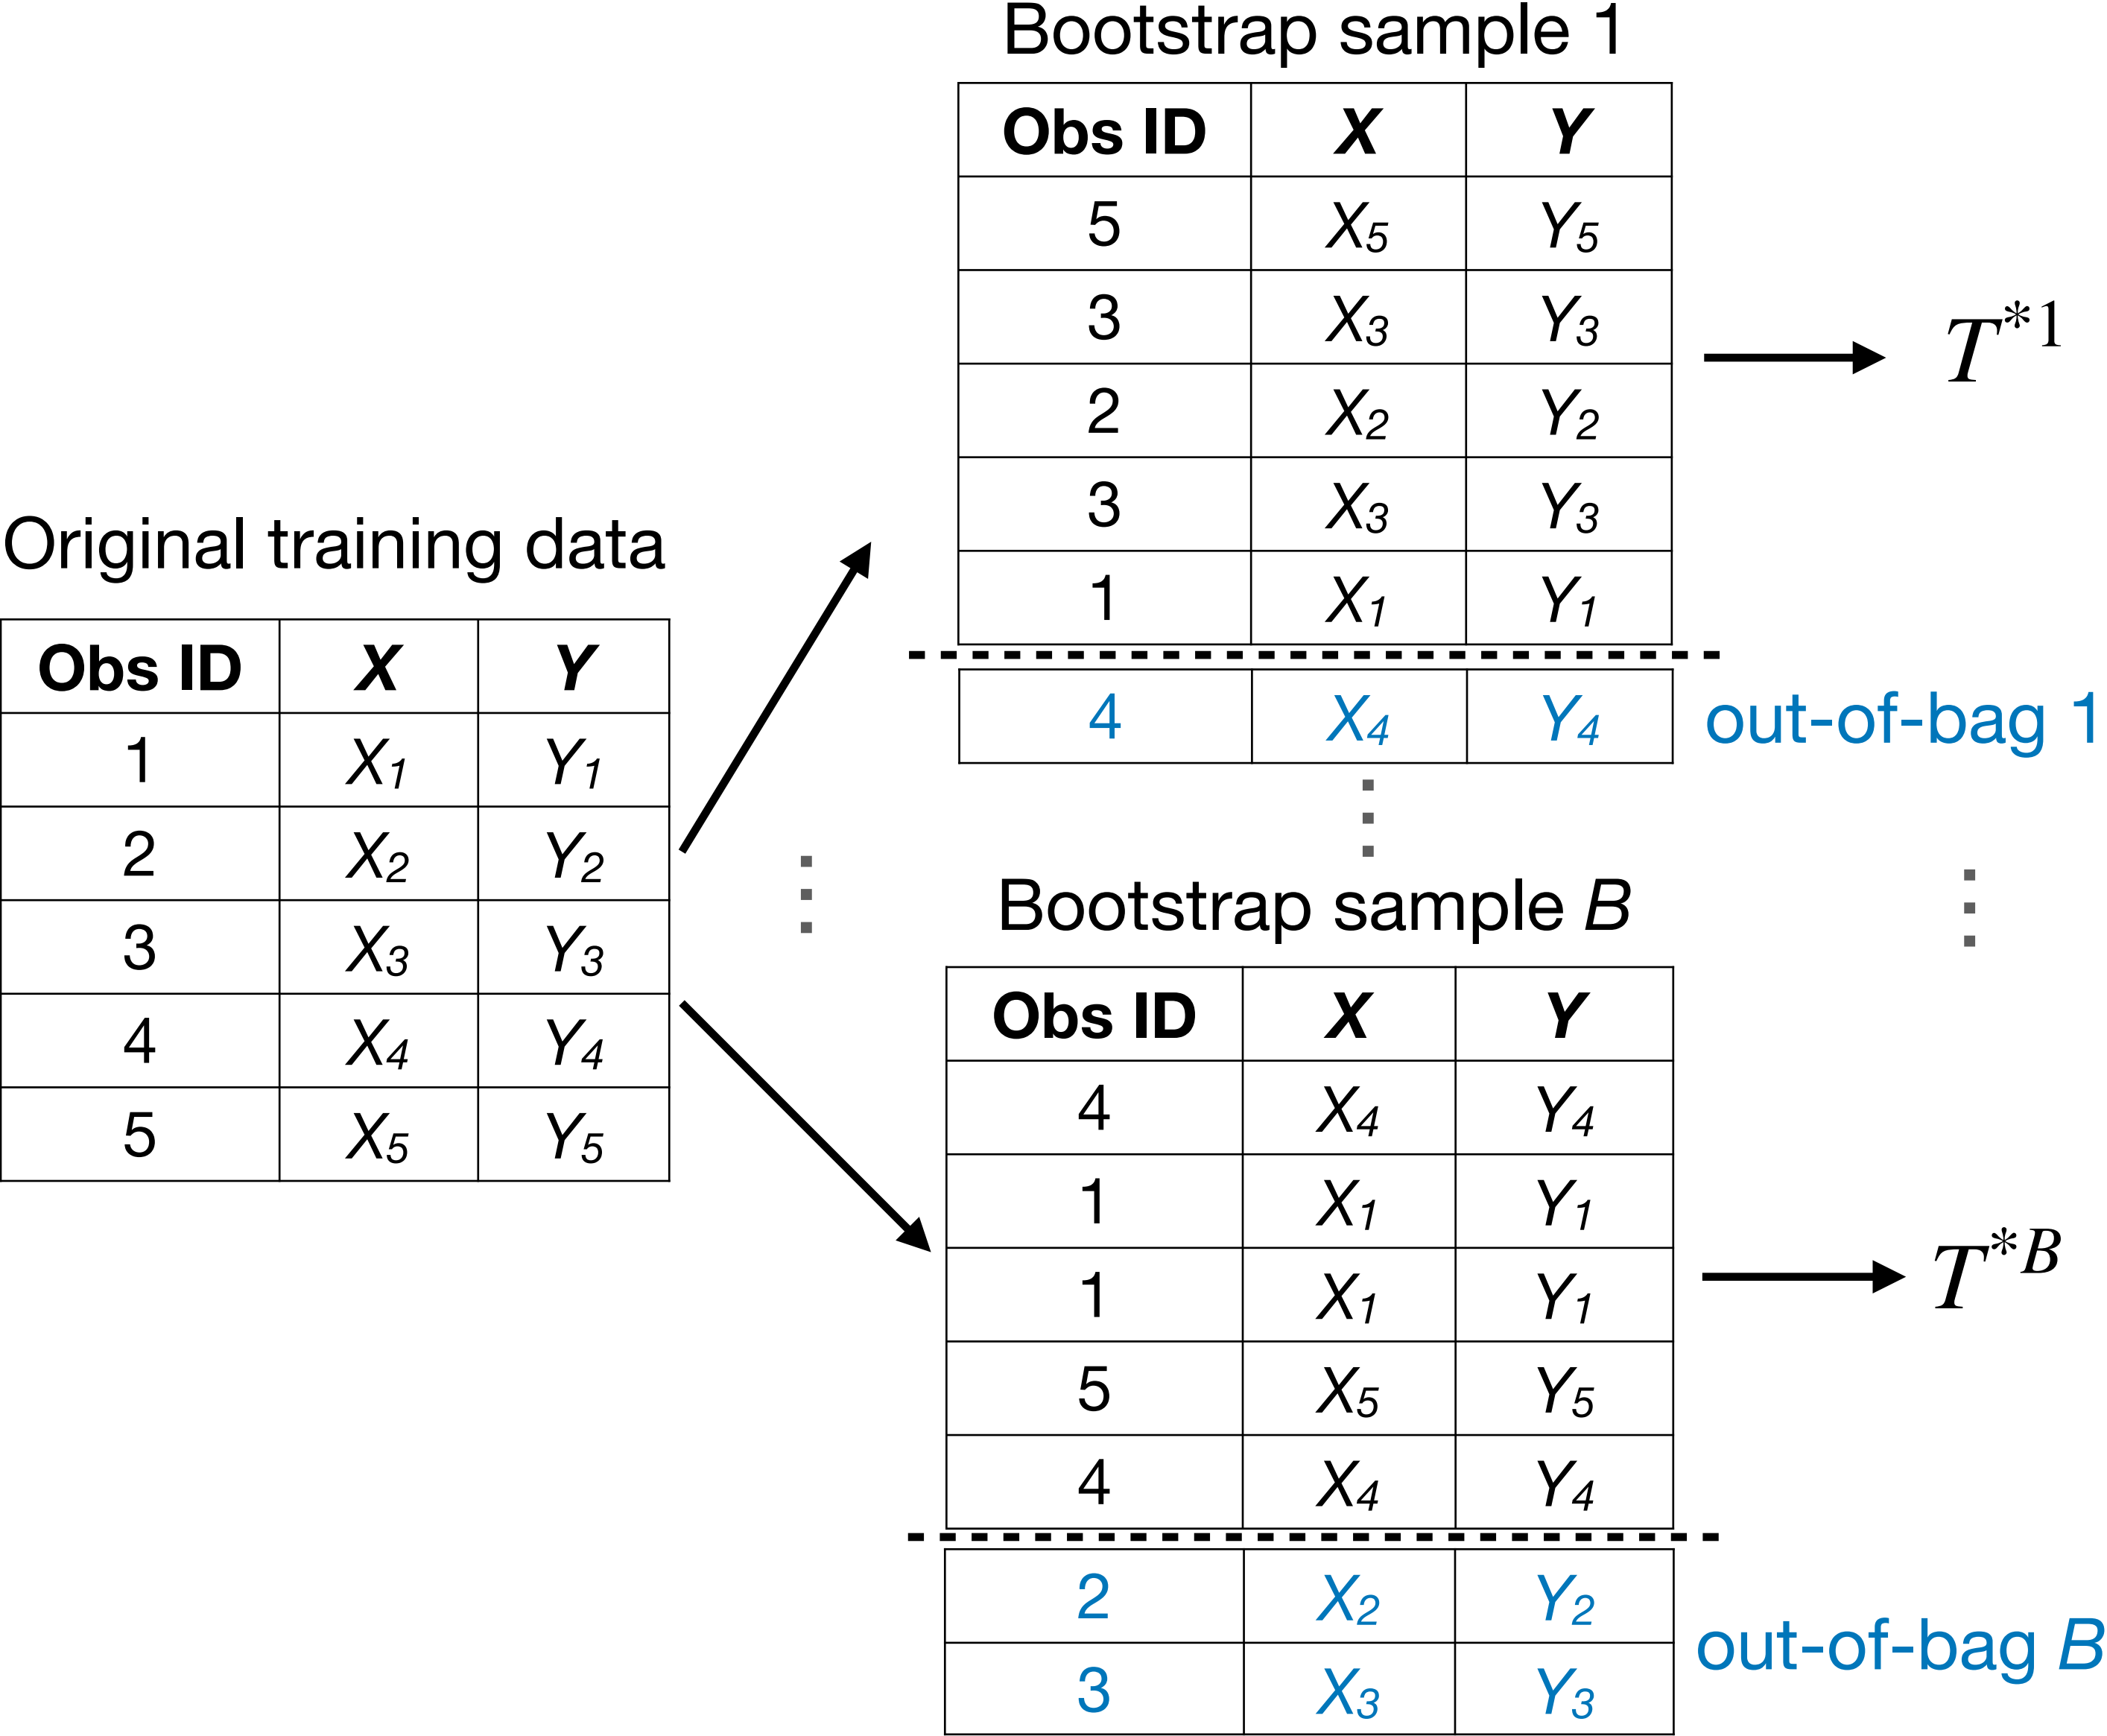 Original training data
Obs ID X Y
1 X1 Y1
2 X2 Y2
3 X3 Y3
4 X4 Y4
5 X5 Y5
Bootstrap sample 1
Obs ID X Y
5 X5 Y5
3 X3 Y3
2 X2 Y2
3 X3 Y3
1 X1 Y1
T*1
4 X4 Y4 out-of-bag 1
Bootstrap sample B
Obs ID X Y
4 X4 Y4
1 X1 Y1
1 X1 Y1
5 X5 Y5
4 X4 Y4
T*B
2 X2 Y2
3 X3 Y3
out-of-bag B